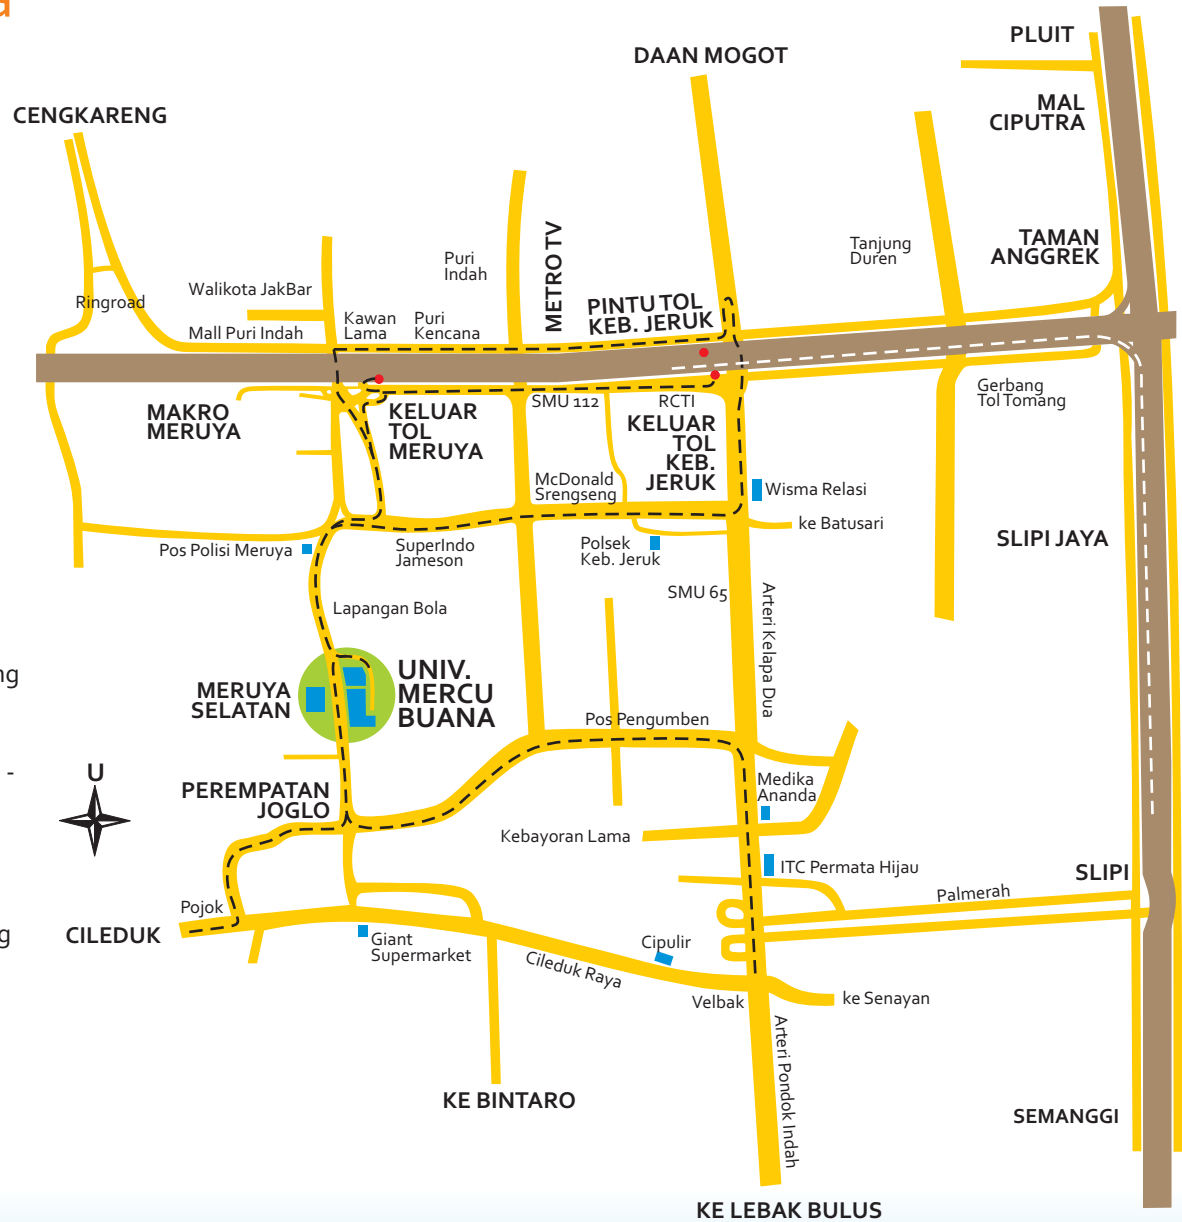 a
PLUIT
DAAN MOGOT
MAL
CIPUTRA
CENGKARENG
METRO TV
Tanjung
Duren
TAMAN
ANGGREK
Puri
Indah
Walikota JakBar
Ringroad
PINTU TOL
KEB. JERUK
Kawan
Lama
Puri
Kencana
Mall Puri Indah
Gerbang
Tol Tomang
MAKRO
MERUYA
KELUAR
TOL
MERUYA
SMU 112
RCTI
KELUAR
TOL
KEB.
JERUK
McDonald
Srengseng
Wisma Relasi
ke Batusari
SLIPI JAYA
Pos Polisi Meruya
SuperIndo
Jameson
Polsek
Keb. Jeruk
SMU 65
Arteri Kelapa Dua
Lapangan Bola
ng
UNIV.
MERCU
BUANA
MERUYA
SELATAN
Pos Pengumben
-
U
PEREMPATAN
JOGLO
Medika
Ananda
Kebayoran Lama
ITC Permata Hijau
SLIPI
Palmerah
Pojok
CILEDUK
g
Giant
Supermarket
Cipulir
Cileduk Raya
Velbak
ke Senayan
Arteri Pondok Indah
KE BINTARO
SEMANGGI
KE LEBAK BULUS